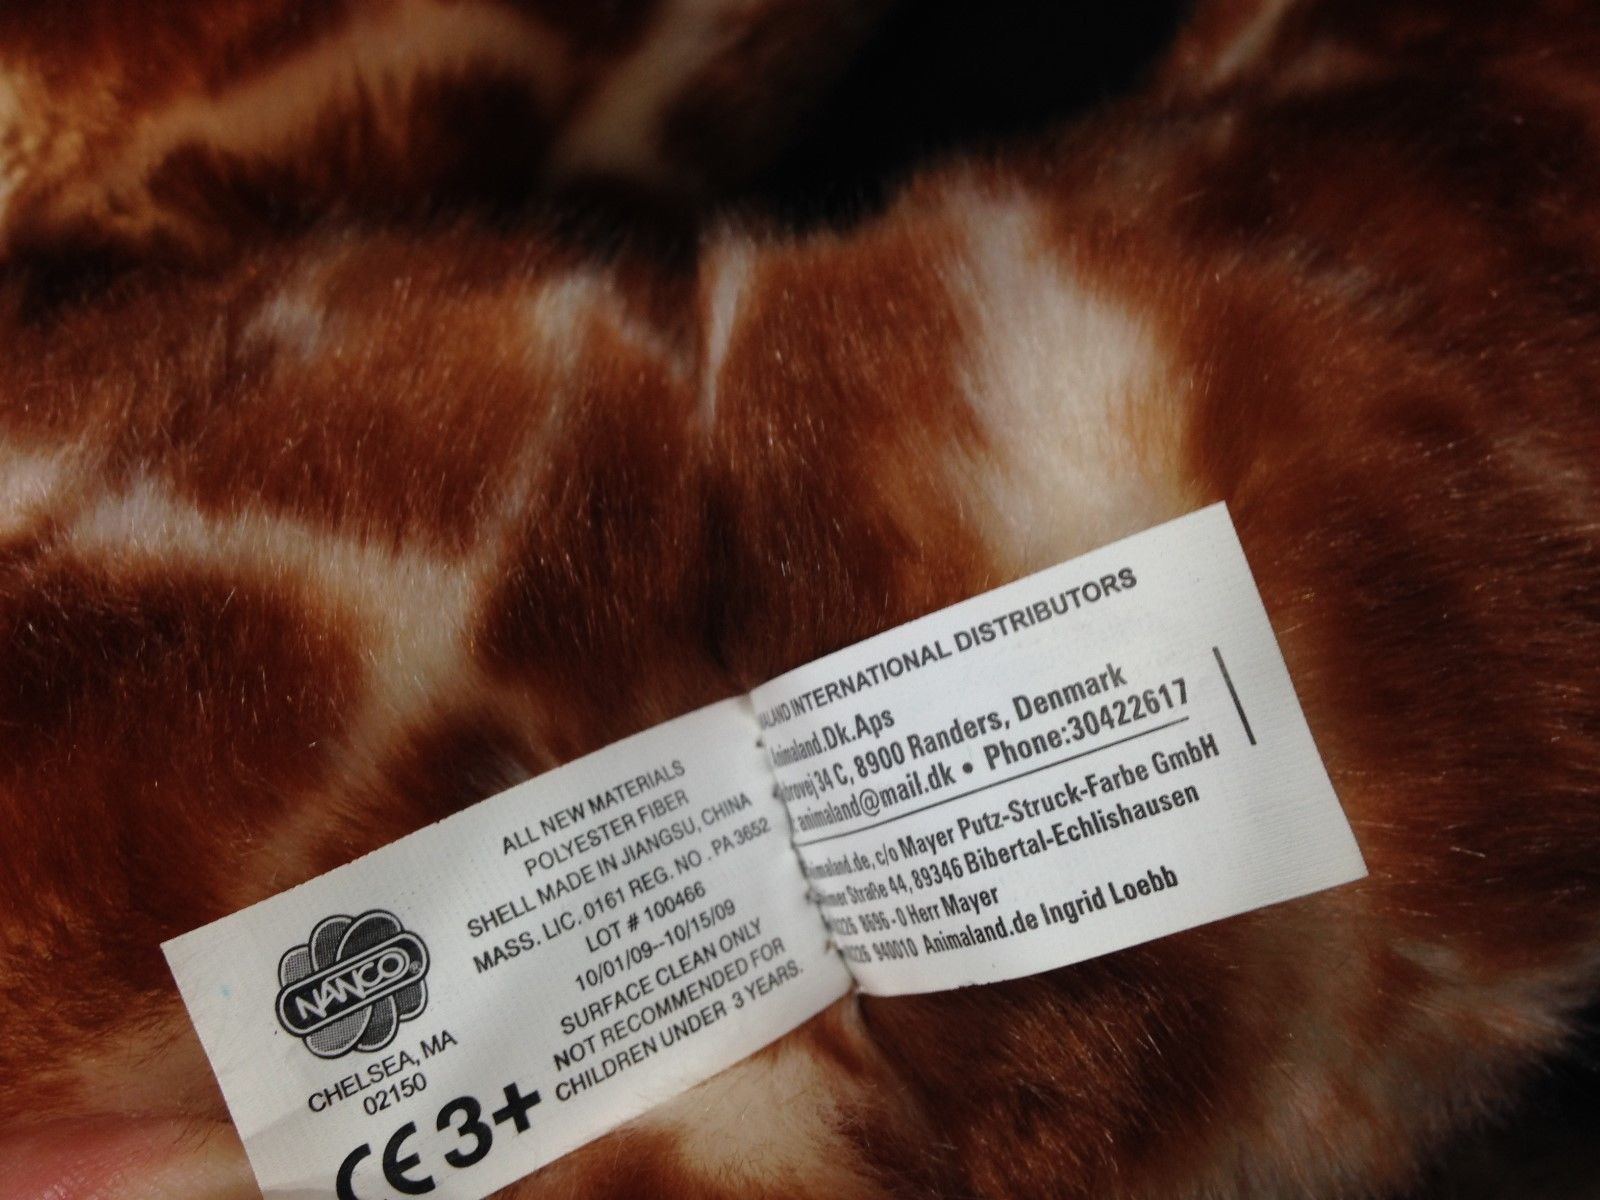 NANCO®
CHELSEA, MA
02150
CE 3+
ALL NEW MATERIALS
POLYESTER FIBER
SHELL MADE IN JIANGSU, CHINA
MASS. LIC. 0161 REG. NO . PA 3652
LOT # 100466
10/01/09--10/15/09
SURFACE CLEAN ONLY
NOT RECOMMENDED FOR
CHILDREN UNDER 3 YEARS.
INTERNATIONAL DISTRIBUTORS
Animaland.Dk.Aps
34 C, 8900 Randers, Denmark
animaland@mail.dk • Phone:30422617
c/o Mayer Putz-Struck-Farbe GmbH
Straße 44, 89346 Bibertal-Echlishausen
8696 - 0 Herr Mayer
940010 Animaland.de Ingrid Loebb